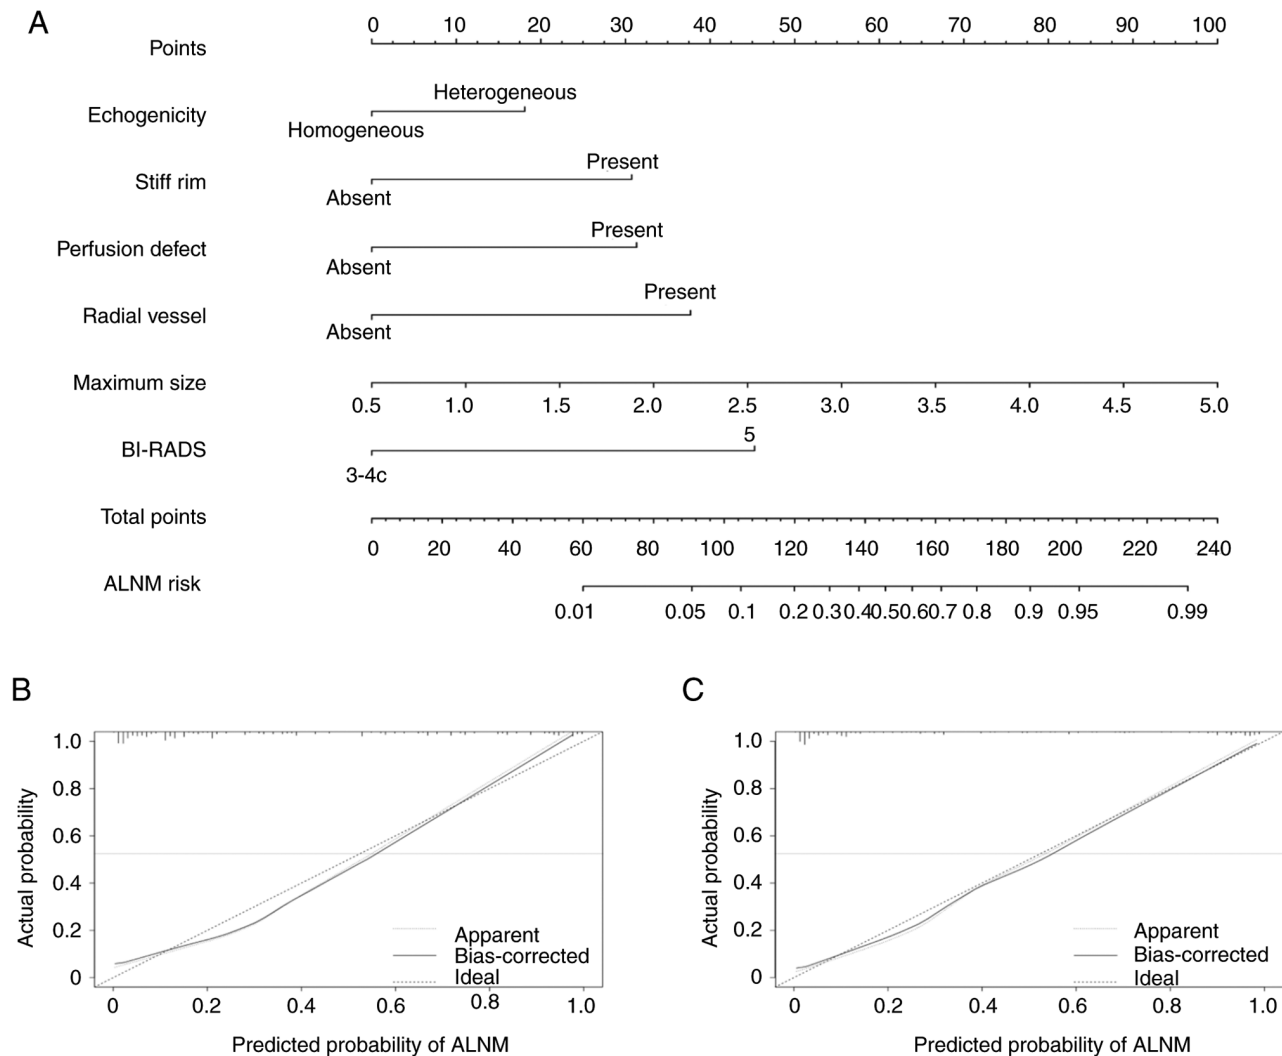 A
Points 0 10 20 30 40 50 60 70 80 90 100
Heterogeneous
Echogenicity
Homogeneous
Present
Stiff rim
Absent
Present
Perfusion defect
Absent
Present
Radial vessel
Absent
Maximum size
0.5 1.0 1.5 2.0 2.5 3.0 3.5 4.0 4.5 5.0
5
BI-RADS
3-4c
Total points
0 20 40 60 80 100 120 140 160 180 200 220 240
ALNM risk
0.01 0.05 0.1 0.2 0.3 0.4 0.50 0.6 0.7 0.8 0.9 0.95 0.99
B
Actual probability
1.0
0.8
0.6
0.4
0.2
0
Apparent
Bias-corrected
Ideal
0 0.2 0.4 0.6 0.8 1.0
Predicted probability of ALNM
C
Actual probability
1.0
0.8
0.6
0.4
0.2
0
Apparent
Bias-corrected
Ideal
0 0.2 0.4 0.6 0.8 1.0
Predicted probability of ALNM